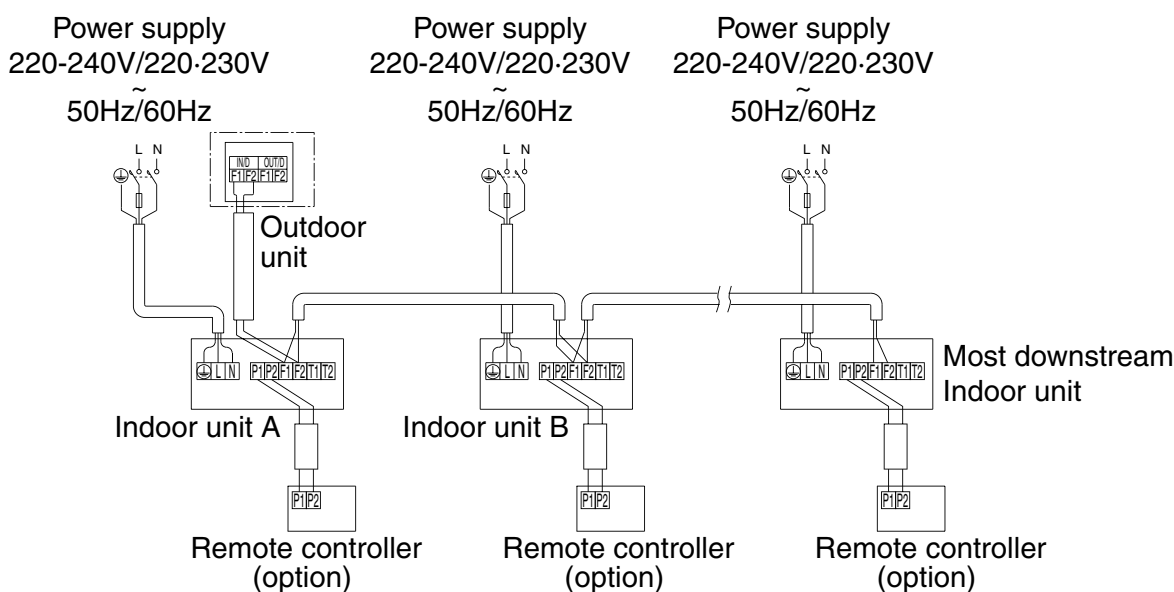 Power supply
220-240V/220·230V
~
50Hz/60Hz
Power supply
220-240V/220·230V
~
50Hz/60Hz
Power supply
220-240V/220·230V
~
50Hz/60Hz
L N
IN/D OUT/D
F1 F2 F1 F2
Outdoor
unit
L N
L N
L N P1 P2 F1 F2 T1 T2
Indoor unit A
L N P1 P2 F1 F2 T1 T2
Indoor unit B
L N P1 P2 F1 F2 T1 T2
Most downstream
Indoor unit
P1 P2
Remote controller
(option)
P1 P2
Remote controller
(option)
P1 P2
Remote controller
(option)